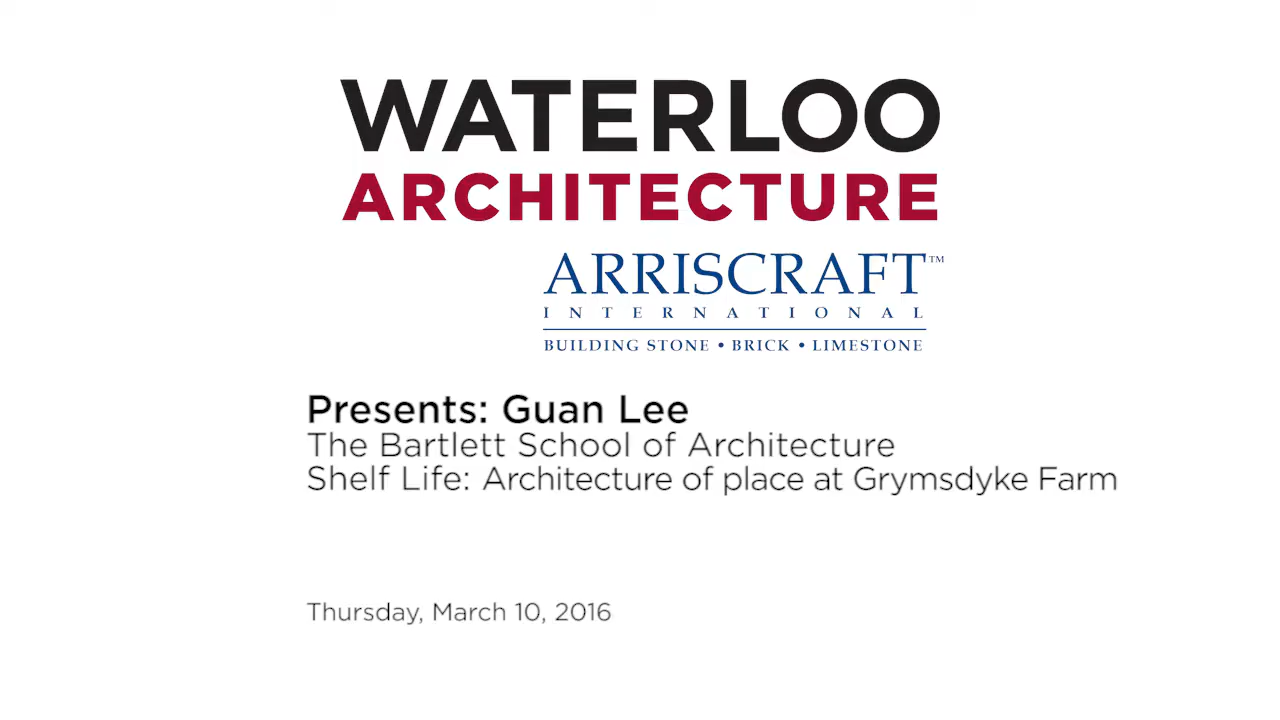 WATERLOO
ARCHITECTURE
ARRISCRAFT™
INTERNATIONAL
BUILDING STONE • BRICK • LIMESTONE
Presents: Guan Lee
The Bartlett School of Architecture
Shelf Life: Architecture of place at Grymsdyke Farm
Thursday, March 10, 2016